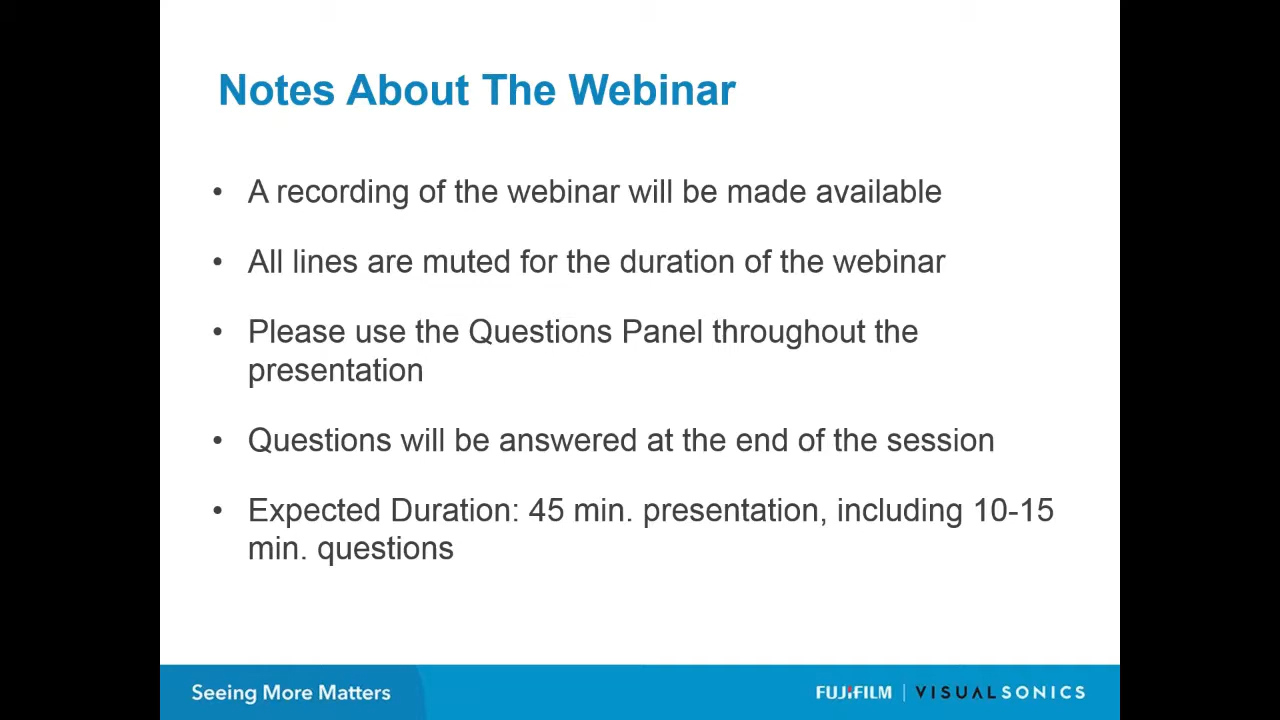 Notes About The Webinar
• A recording of the webinar will be made available
• All lines are muted for the duration of the webinar
• Please use the Questions Panel throughout the
presentation
• Questions will be answered at the end of the session
• Expected Duration: 45 min. presentation, including 10-15
min. questions
Seeing More Matters
FUJIFILM | VISUALSONICS